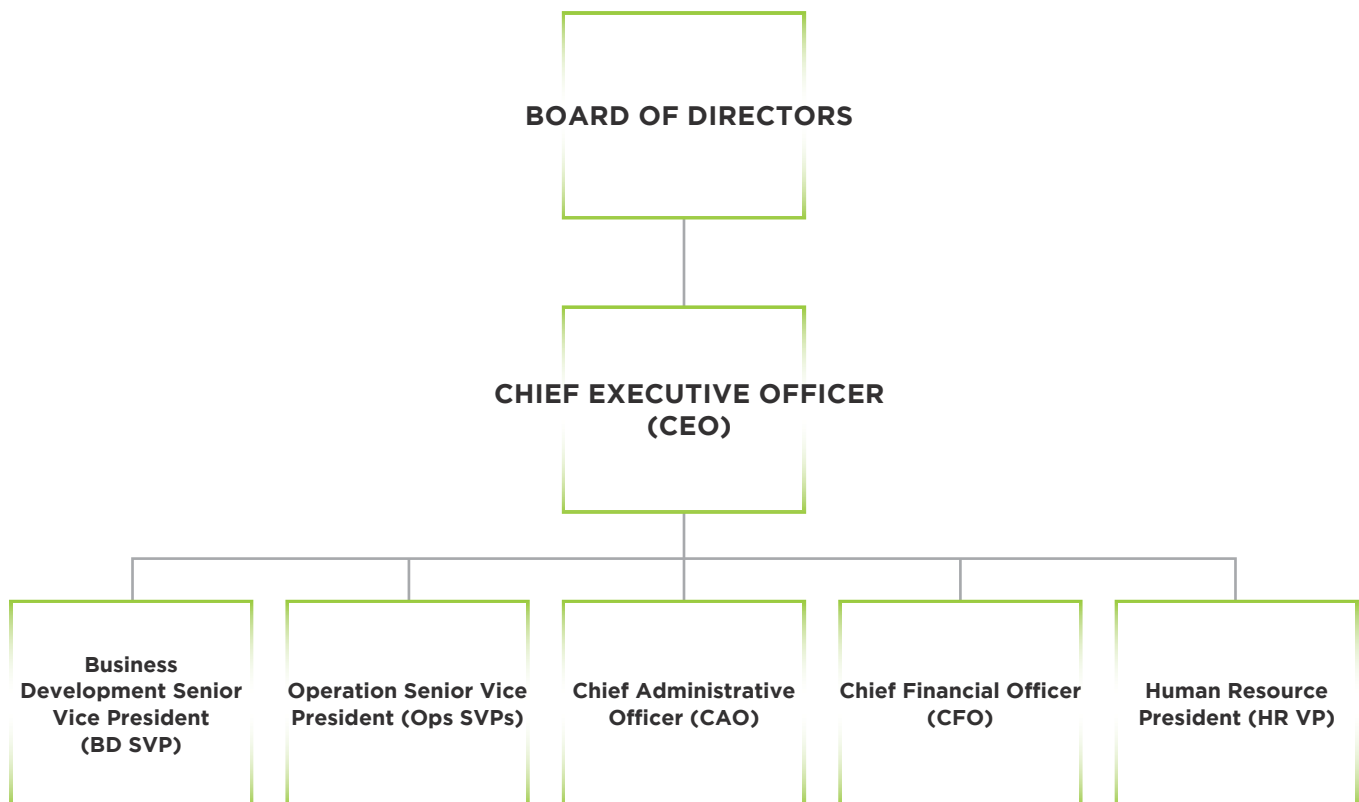 BOARD OF DIRECTORS
CHIEF EXECUTIVE OFFICER
(CEO)
Business
Development Senior
Vice President
(BD SVP)
Operation Senior Vice
President (Ops SVPs)
Chief Administrative
Officer (CAO)
Chief Financial Officer
(CFO)
Human Resource
President (HR VP)